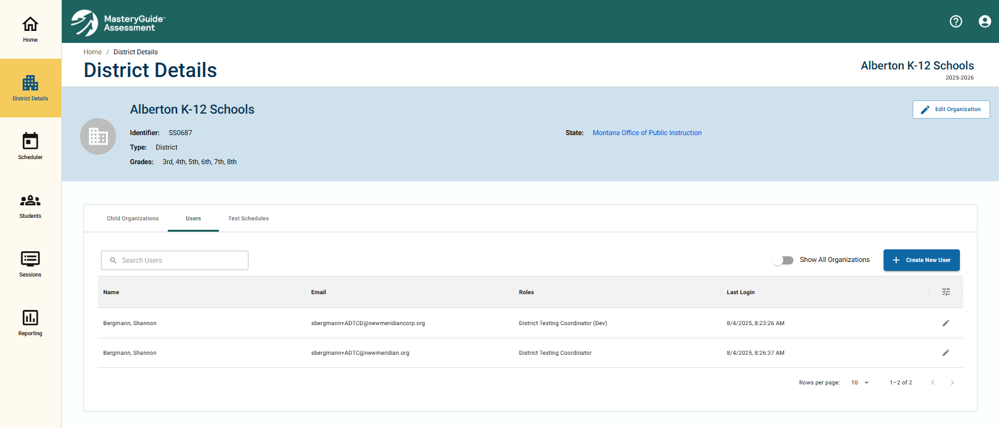 MasteryGuide™
Assessment
Home
District Details
Scheduler
Students
Sessions
Reporting
Home / District Details
District Details
Alberton K-12 Schools
2025-2026
Alberton K-12 Schools
Edit Organization
Identifier: SS0687
State: Montana Office of Public Instruction
Type: District
Grades: 3rd, 4th, 5th, 6th, 7th, 8th
Child Organizations Users Test Schedules
Search Users
Show All Organizations
Create New User
Name Email Roles Last Login
Bergmann, Shannon sbergmann+ADTCD@newmeridiancorp.org District Testing Coordinator (Dev) 8/4/2025, 8:23:26 AM
Bergmann, Shannon sbergmann+ADTC@newmeridian.org District Testing Coordinator 8/4/2025, 8:26:37 AM
Rows per page: 10 1–2 of 2